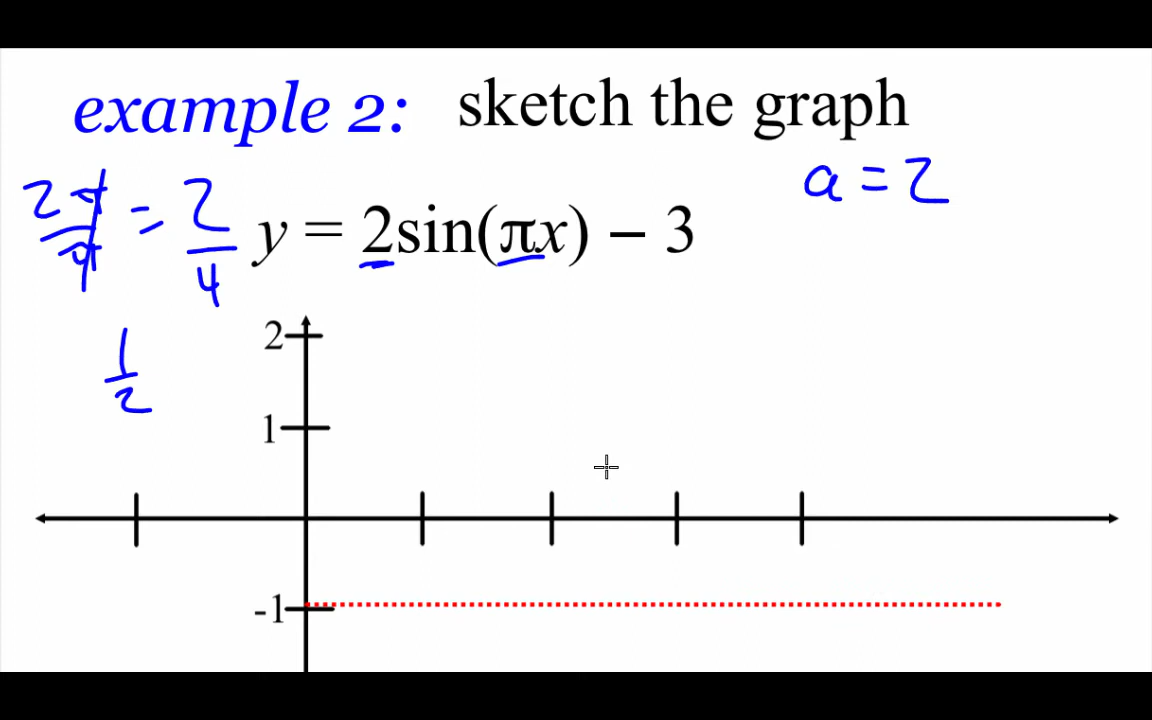 example 2: sketch the graph
a = 2
2π/π = 2/4
y = 2sin(πx) – 3
1/2
2
1
-1